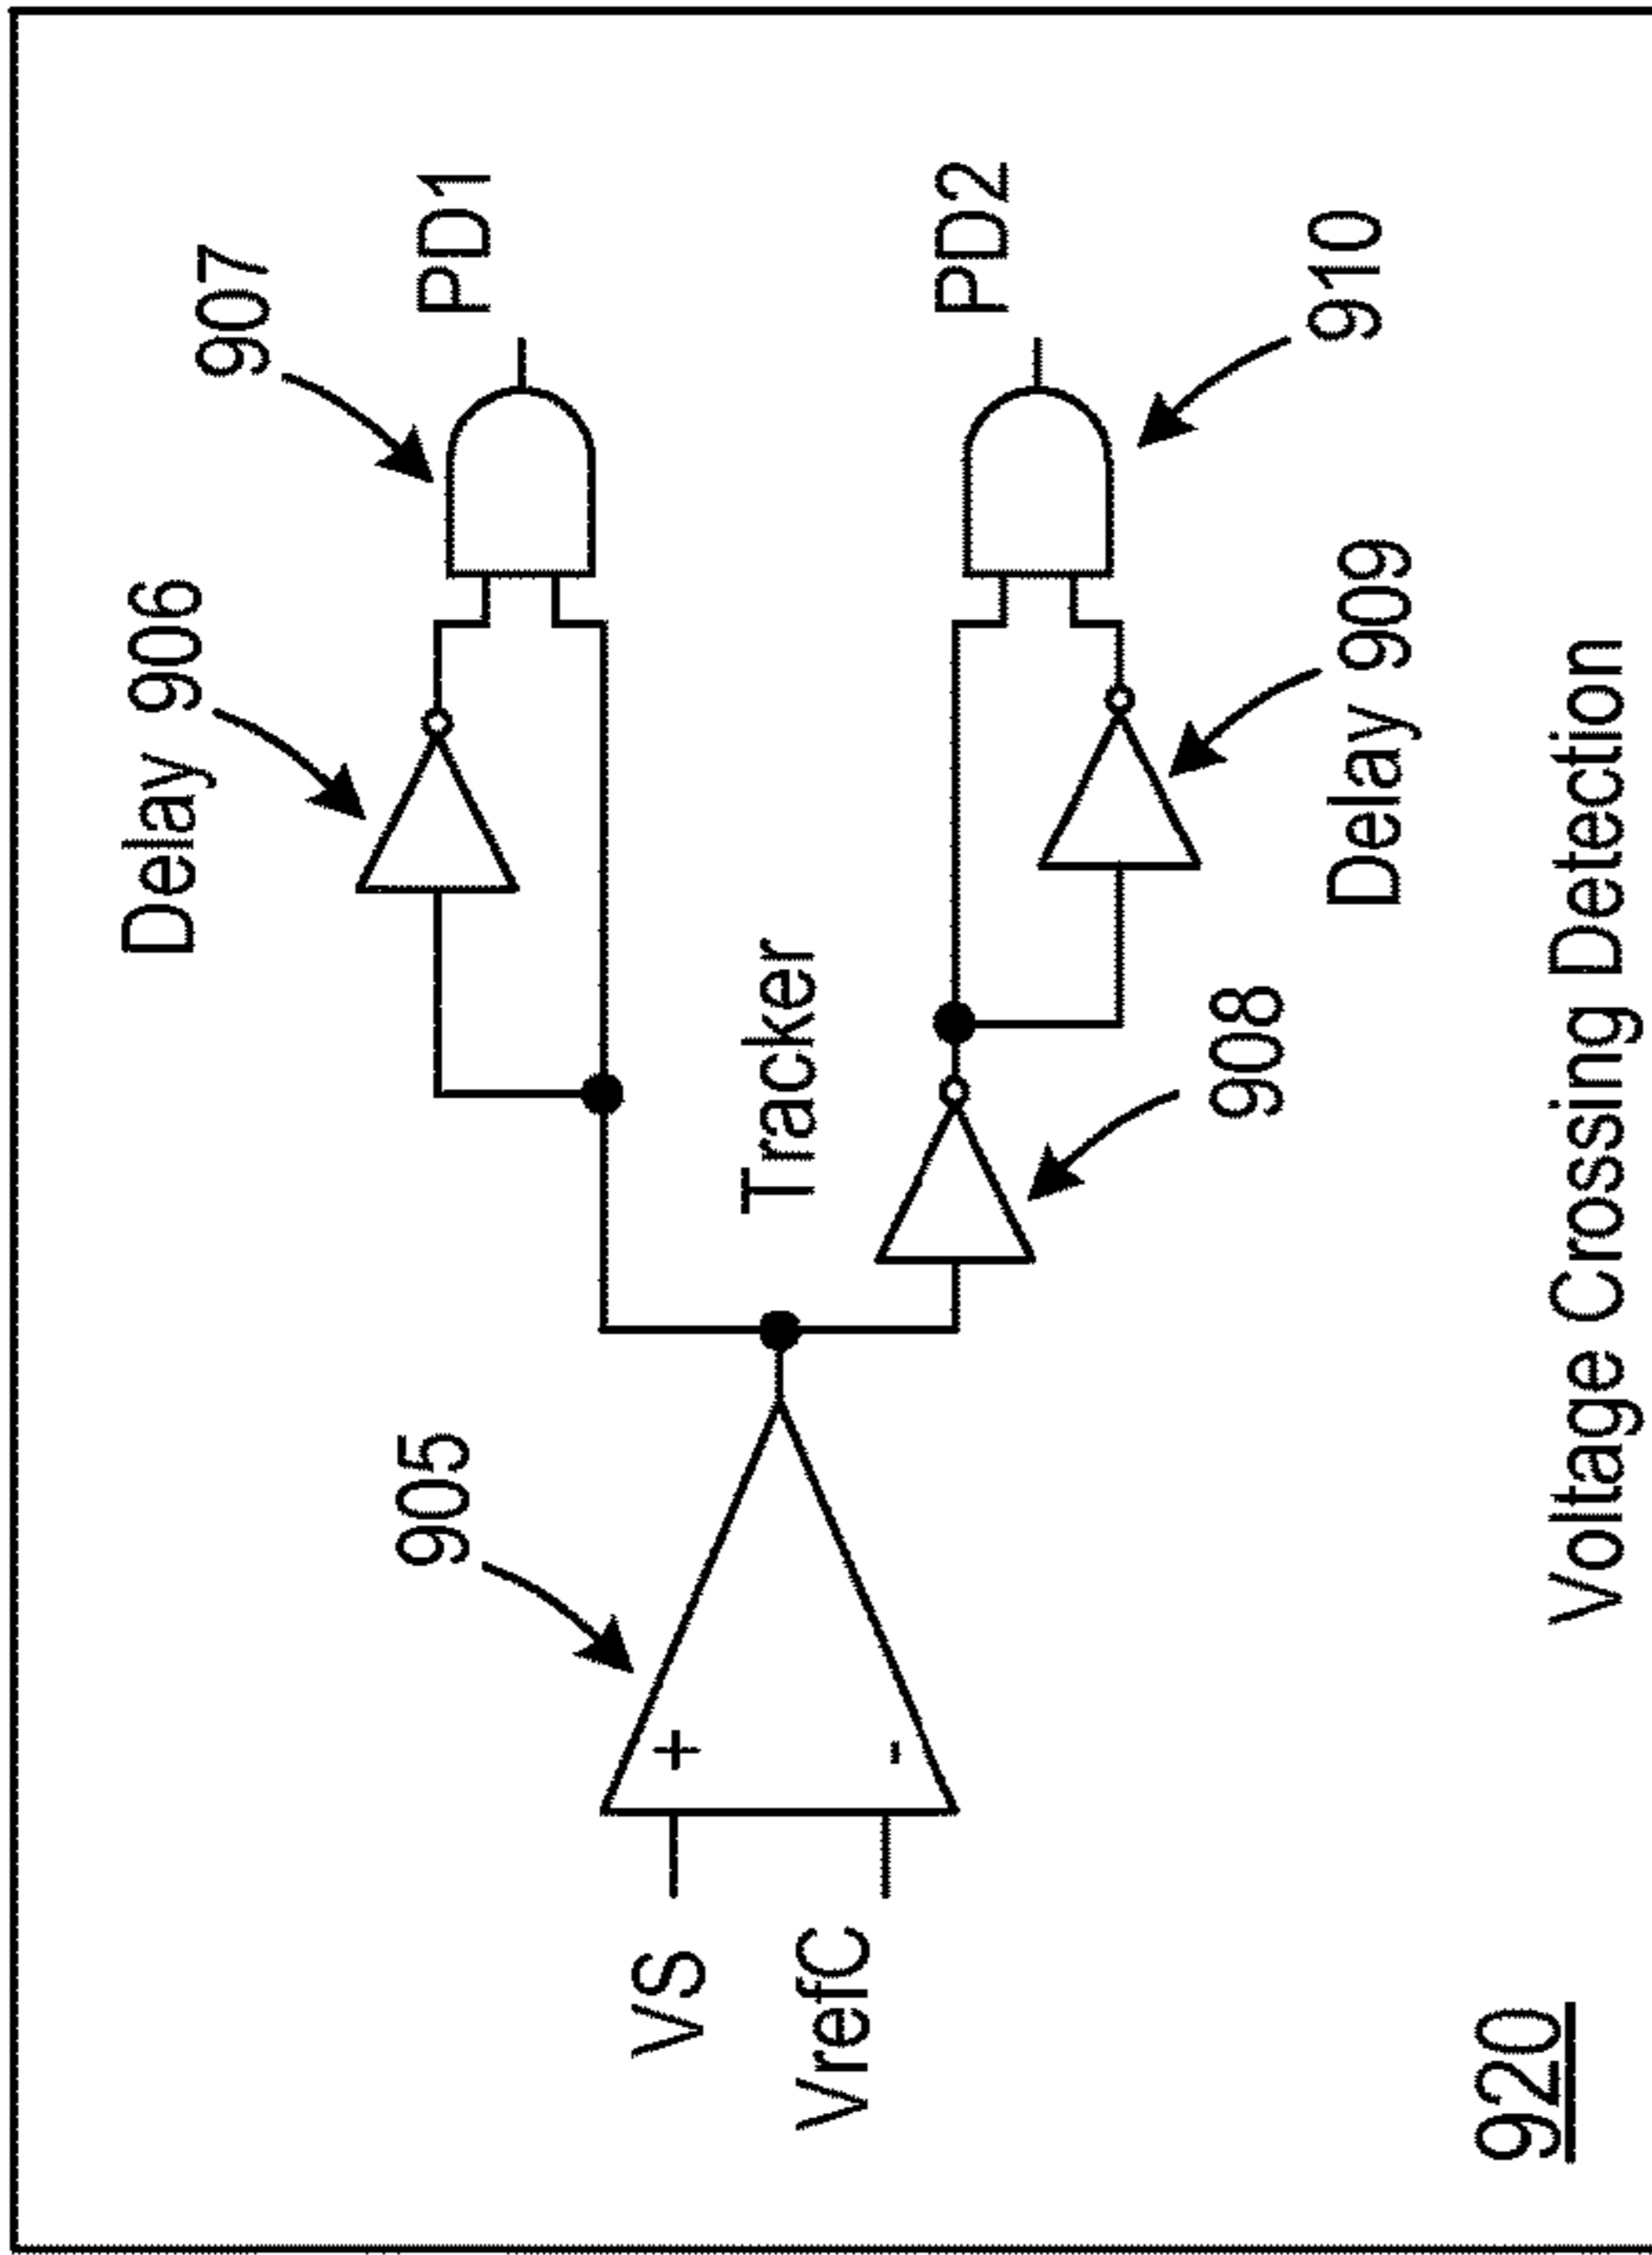 Delay 906
907
PD1
905
VS
VrefC
Tracker
PD2
908
910
Delay 909
920
Voltage Crossing Detection
+
-